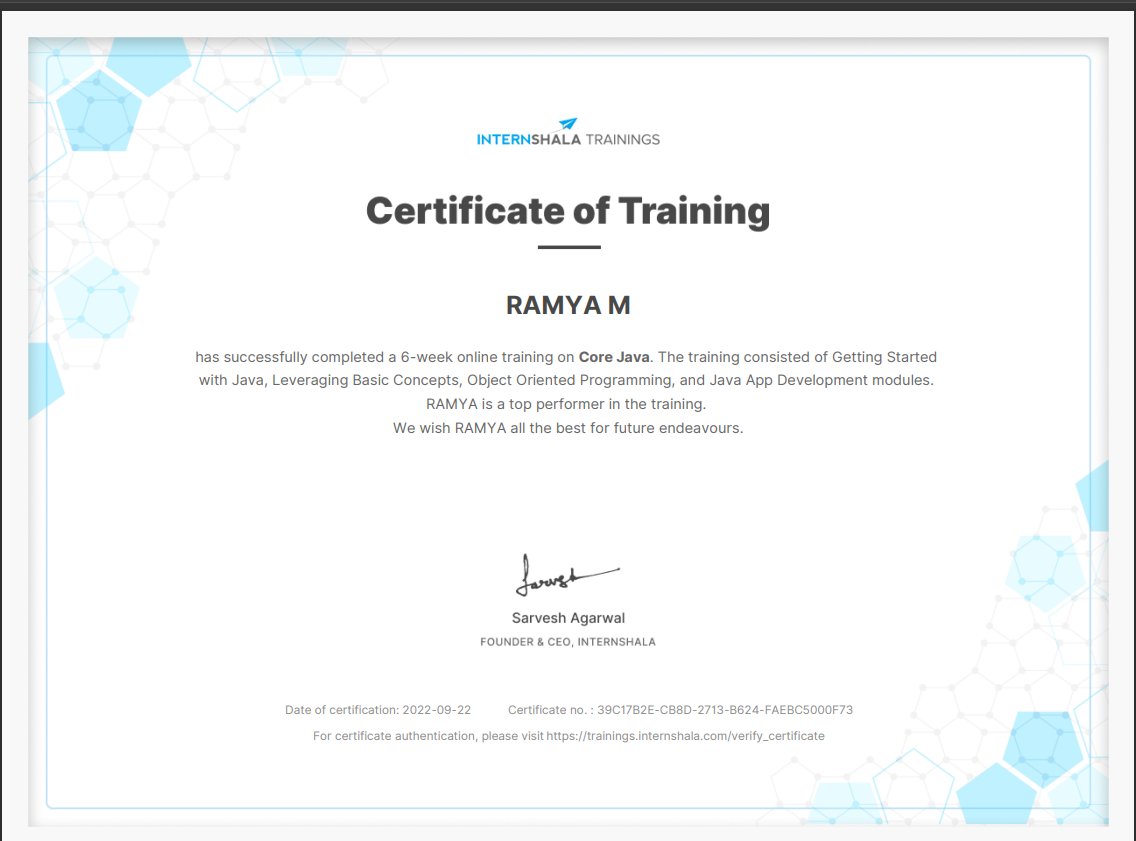 INTERNSHALA TRAININGS
Certificate of Training
RAMYA M
has successfully completed a 6-week online training on Core Java. The training consisted of Getting Started
with Java, Leveraging Basic Concepts, Object Oriented Programming, and Java App Development modules.
RAMYA is a top performer in the training.
We wish RAMYA all the best for future endeavours.
Sarvesh
Sarvesh Agarwal
FOUNDER & CEO, INTERNSHALA
Date of certification: 2022-09-22 Certificate no. : 39C17B2E-CB8D-2713-B624-FAEBC5000F73
For certificate authentication, please visit https://trainings.internshala.com/verify_certificate